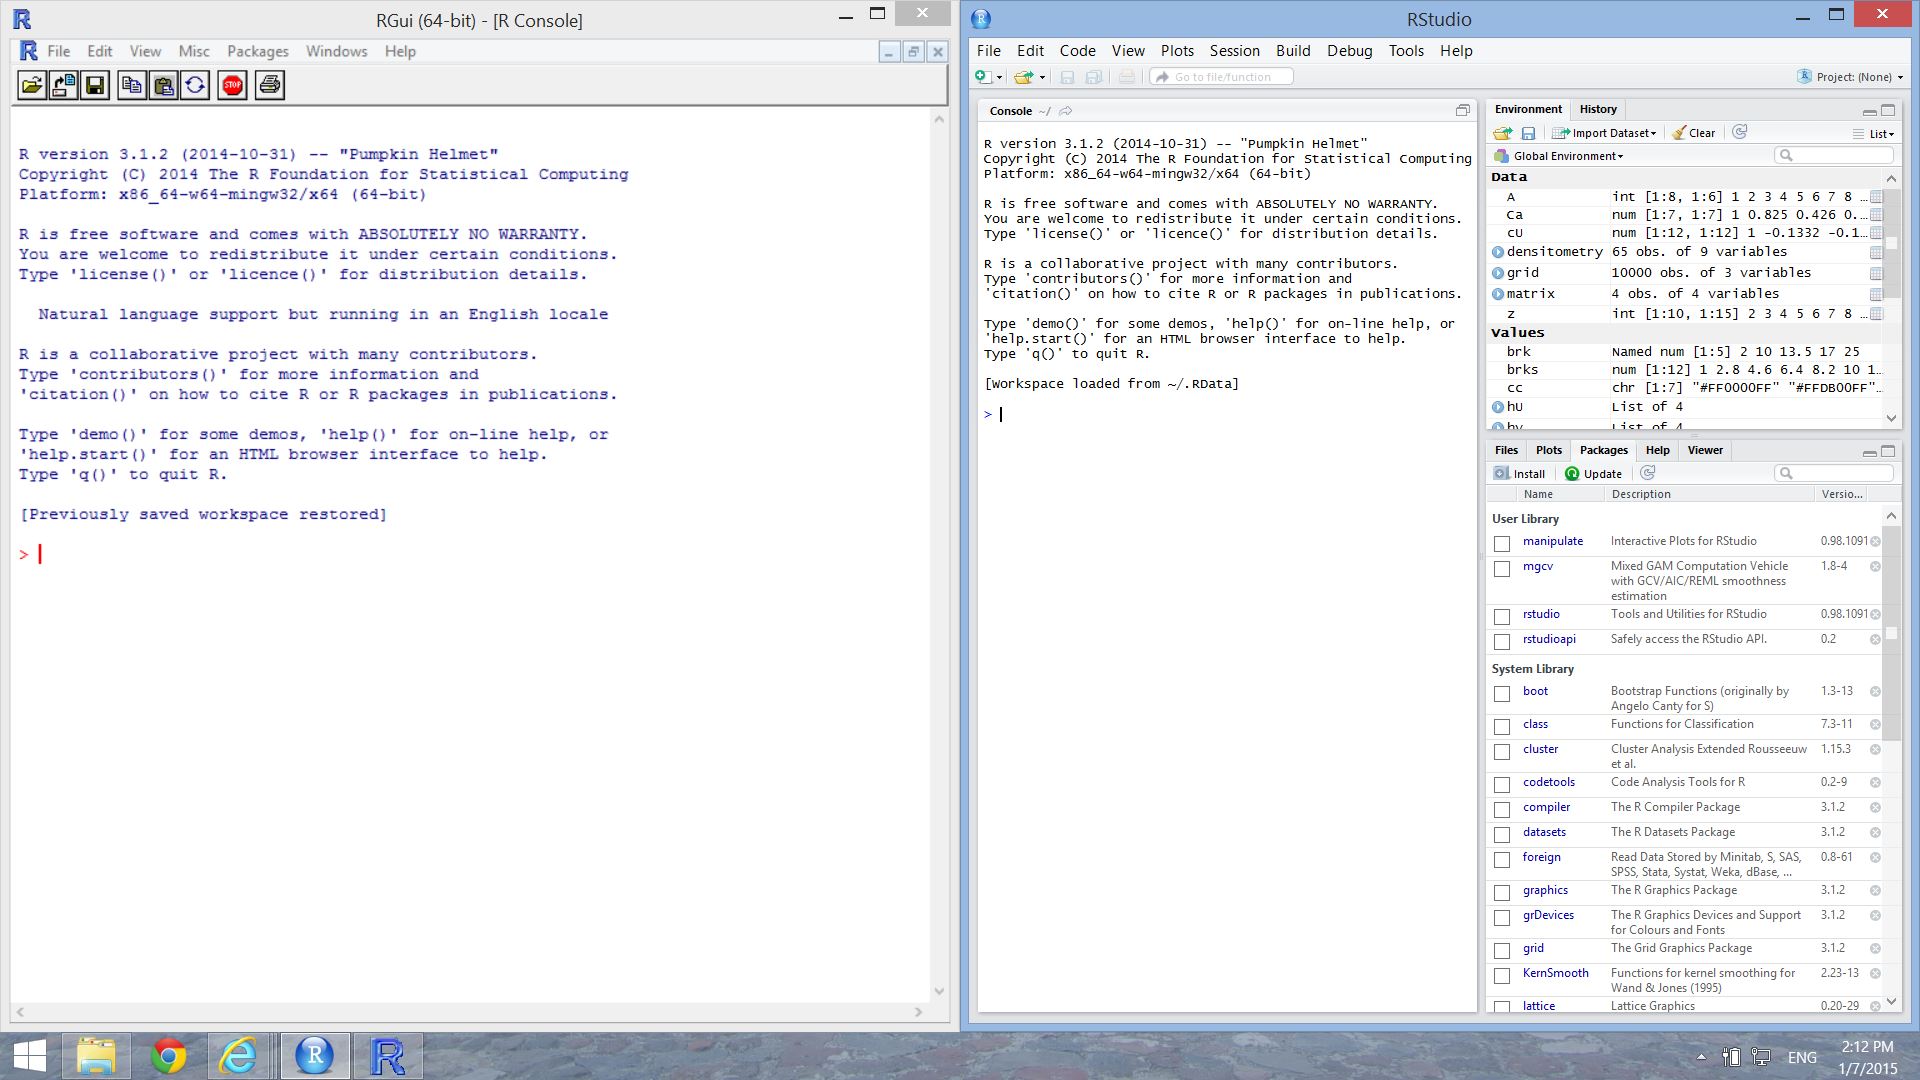 RGui (64-bit) - [R Console]
File Edit View Misc Packages Windows Help
STOP
R version 3.1.2 (2014-10-31) -- "Pumpkin Helmet"
Copyright (C) 2014 The R Foundation for Statistical Computing
Platform: x86_64-w64-mingw32/x64 (64-bit)
R is free software and comes with ABSOLUTELY NO WARRANTY.
You are welcome to redistribute it under certain conditions.
Type 'license()' or 'licence()' for distribution details.
Natural language support but running in an English locale
R is a collaborative project with many contributors.
Type 'contributors()' for more information and
'citation()' on how to cite R or R packages in publications.
Type 'demo()' for some demos, 'help()' for on-line help, or
'help.start()' for an HTML browser interface to help.
Type 'q()' to quit R.
[Previously saved workspace restored]
>
RStudio
File Edit Code View Plots Session Build Debug Tools Help
Go to file/function
Project: (None)
Console ~/
R version 3.1.2 (2014-10-31) -- "Pumpkin Helmet"
Copyright (C) 2014 The R Foundation for Statistical Computing
Platform: x86_64-w64-mingw32/x64 (64-bit)
R is free software and comes with ABSOLUTELY NO WARRANTY.
You are welcome to redistribute it under certain conditions.
Type 'license()' or 'licence()' for distribution details.
R is a collaborative project with many contributors.
Type 'contributors()' for more information and
'citation()' on how to cite R or R packages in publications.
Type 'demo()' for some demos, 'help()' for on-line help, or
'help.start()' for an HTML browser interface to help.
Type 'q()' to quit R.
[Workspace loaded from ~/.RData]
>
Environment History
Import Dataset Clear List
Global Environment
Data
A int [1:8, 1:6] 1 2 3 4 5 6 7 8 ...
Ca num [1:7, 1:7] 1 0.825 0.426 0...
cU num [1:12, 1:12] 1 -0.1332 -0.1...
densitometry 65 obs. of 9 variables
grid 10000 obs. of 3 variables
matrix 4 obs. of 4 variables
z int [1:10, 1:15] 2 3 4 5 6 7 8 ...
Values
brk Named num [1:5] 2 10 13.5 17 25
brks num [1:12] 1 2.8 4.6 6.4 8.2 10 1...
cc chr [1:7] "#FF0000FF" "#FFDB00FF"...
hU List of 4
hv List of 4
Files Plots Packages Help Viewer
Install Update
Name Description Versio...
User Library
manipulate Interactive Plots for RStudio 0.98.1091
mgcv Mixed GAM Computation Vehicle 1.8-4
with GCV/AIC/REML smoothness
estimation
rstudio Tools and Utilities for RStudio 0.98.1091
rstudioapi Safely access the RStudio API. 0.2
System Library
boot Bootstrap Functions (originally by 1.3-13
Angelo Canty for S)
class Functions for Classification 7.3-11
cluster Cluster Analysis Extended Rousseeuw 1.15.3
et al.
codetools Code Analysis Tools for R 0.2-9
compiler The R Compiler Package 3.1.2
datasets The R Datasets Package 3.1.2
foreign Read Data Stored by Minitab, S, SAS, 0.8-61
SPSS, Stata, Systat, Weka, dBase, ...
graphics The R Graphics Package 3.1.2
grDevices The R Graphics Devices and Support 3.1.2
for Colours and Fonts
grid The Grid Graphics Package 3.1.2
KernSmooth Functions for kernel smoothing for 2.23-13
Wand & Jones (1995)
lattice Lattice Graphics 0.20-29
ENG
2:12 PM
1/7/2015